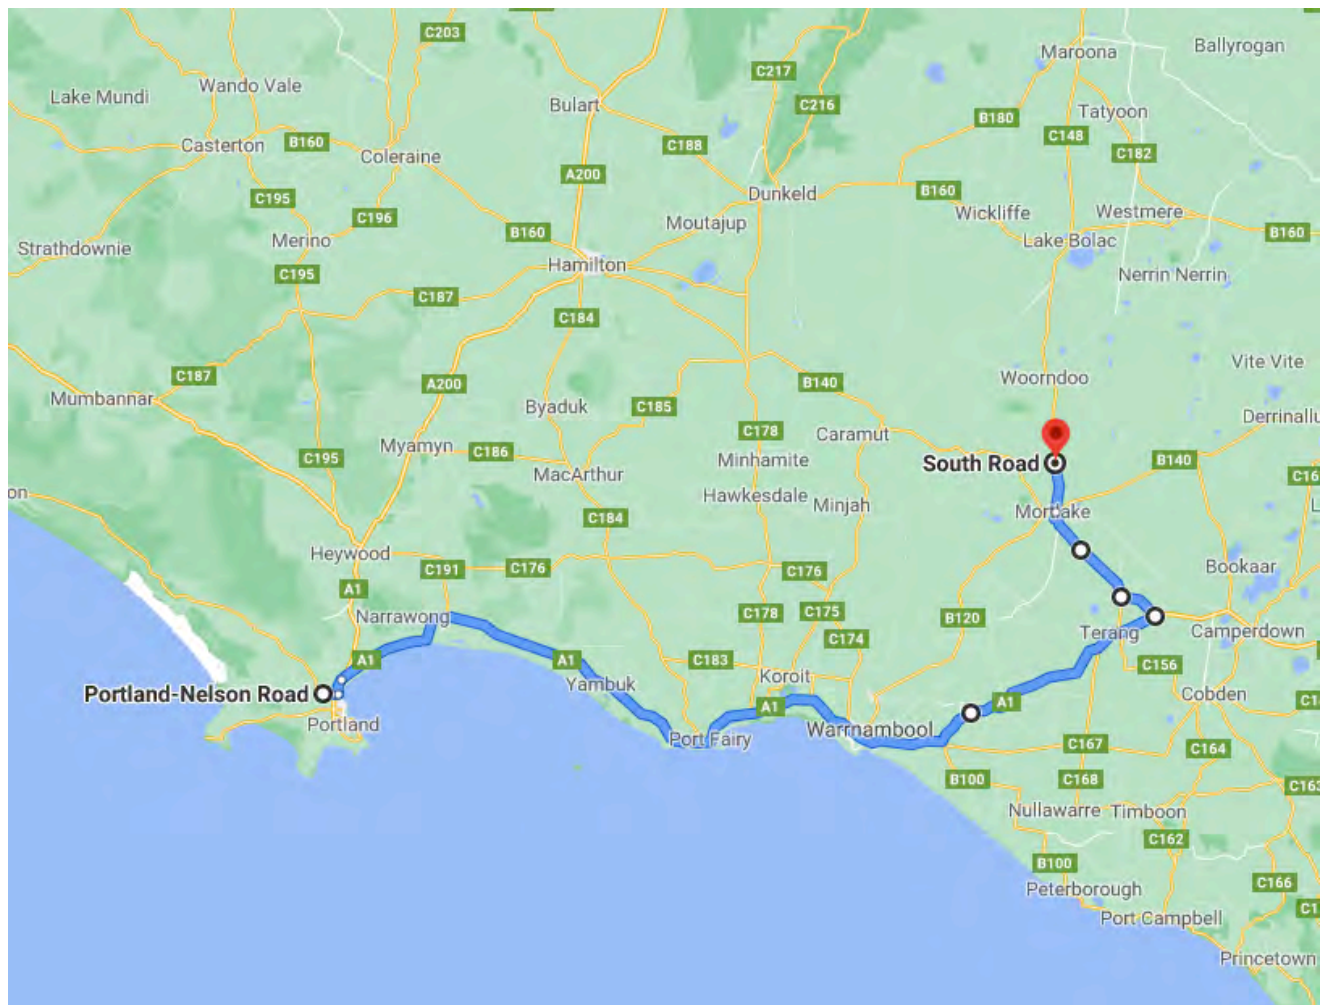 C203
Ballyrogan
Maroona
C217
Wando Vale
Lake Mundi
Bulart
C216
Tatyoon
B180
C148
Casterton
B160
C188
C182
Coleraine
A200
Dunkeld
B160
C195
Wickliffe
Westmere
C196
Moutajup
B160
B160
Merino
Lake Bolac
Strathdownie
Hamilton
C195
Nerrin Nerrin
C187
C184
Vite Vite
C187
Woorndoo
A200
B140
Mumbannar
Byaduk
C185
Derrinallu
C178
Caramut
Myamyn
C186
C195
Minhamite
South Road
B140
MacArthur
Hawkesdale
Minjah
on
Mortlake
C184
Heywood
C191
C176
C176
Bookaar
A1
Narrawong
C178
C175
B120
Terang
Camperdown
C174
A1
A1
C183
C156
Koroit
Yambuk
Portland-Nelson Road
Cobden
A1
A1
Portland
Warrnambool
Port Fairy
C167
C164
B100
C168
C163
Nullawarre
Timboon
C162
B100
C166
Peterborough
Port Campbell
Princetown